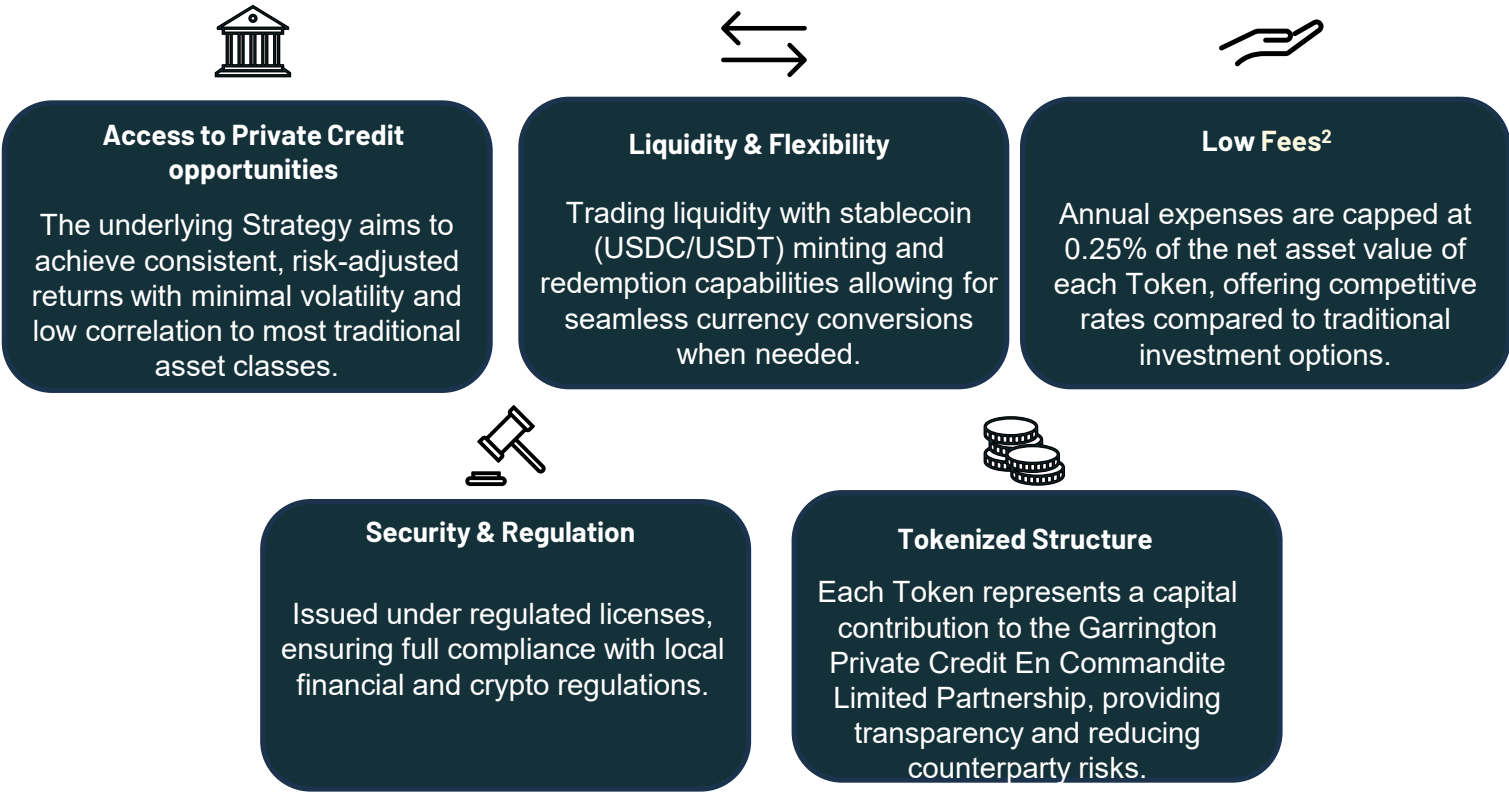 Access to Private Credit
opportunities
The underlying Strategy aims to
achieve consistent, risk-adjusted
returns with minimal volatility and
low correlation to most traditional
asset classes.
Liquidity & Flexibility
Trading liquidity with stablecoin
(USDC/USDT) minting and
redemption capabilities allowing for
seamless currency conversions
when needed.
Low Fees²
Annual expenses are capped at
0.25% of the net asset value of
each Token, offering competitive
rates compared to traditional
investment options.
Security & Regulation
Issued under regulated licenses,
ensuring full compliance with local
financial and crypto regulations.
Tokenized Structure
Each Token represents a capital
contribution to the Garrington
Private Credit En Commandite
Limited Partnership, providing
transparency and reducing
counterparty risks.